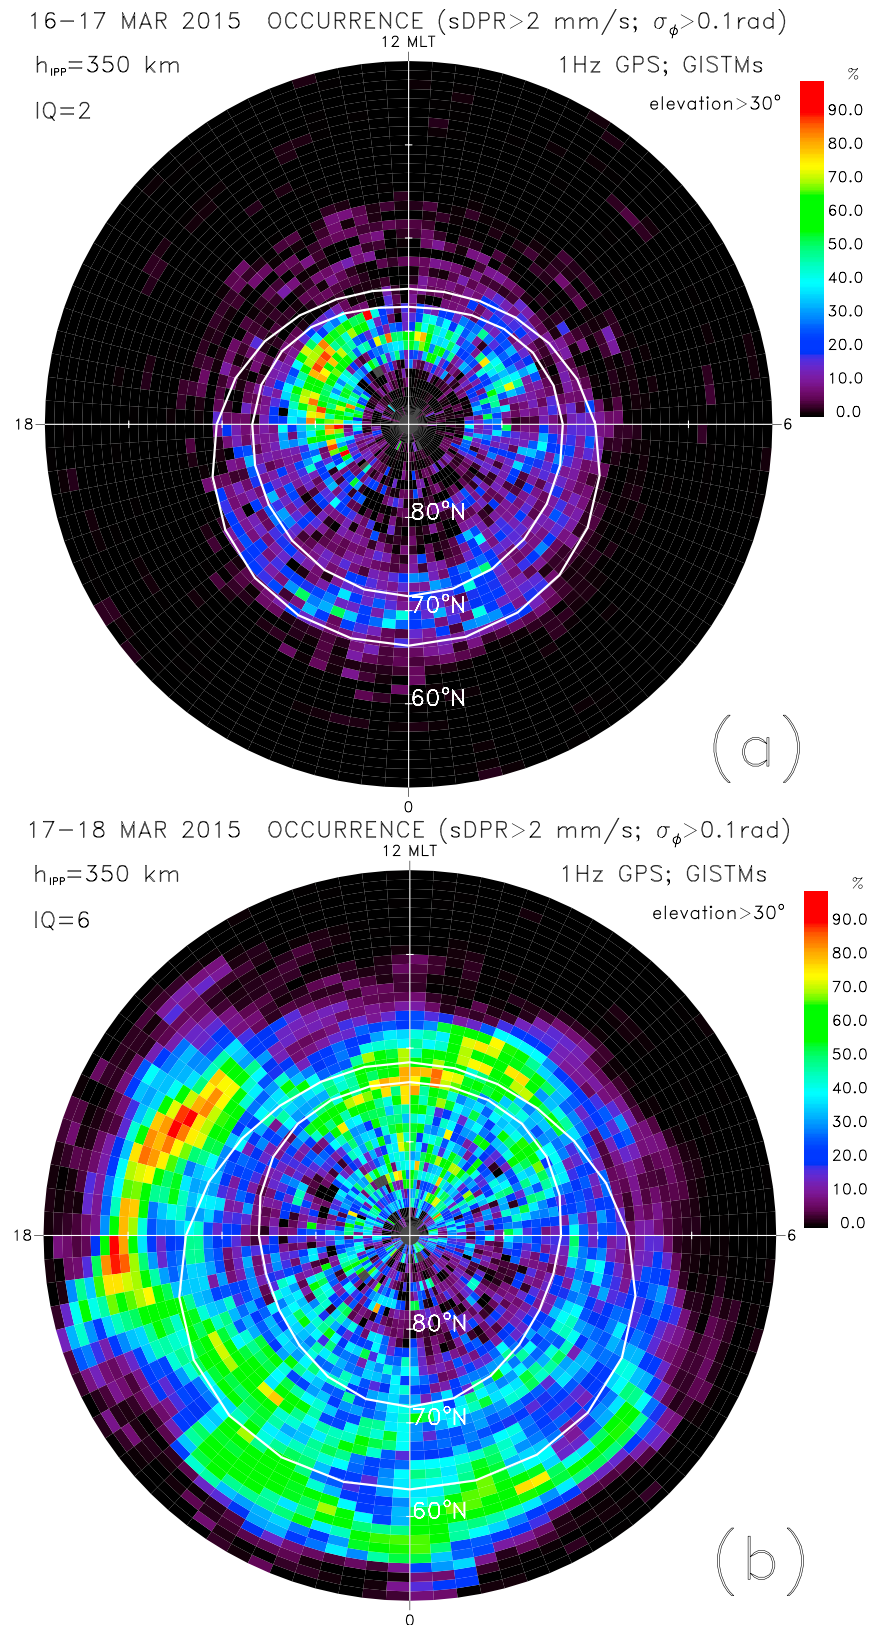 16-17 MAR 2015 OCCURRENCE (sDPR>2 mm/s; σϕ>0.1rad)
12 MLT
hIPP=350 km
1Hz GPS; GISTMs
%
IQ=2
elevation>30°
90.0
80.0
70.0
60.0
50.0
40.0
30.0
20.0
10.0
0.0
18
6
80°N
70°N
60°N
(a)
0
17-18 MAR 2015 OCCURRENCE (sDPR>2 mm/s; σϕ>0.1rad)
12 MLT
hIPP=350 km
1Hz GPS; GISTMs
%
IQ=6
elevation>30°
90.0
80.0
70.0
60.0
50.0
40.0
30.0
20.0
10.0
0.0
18
6
80°N
70°N
60°N
(b)
0